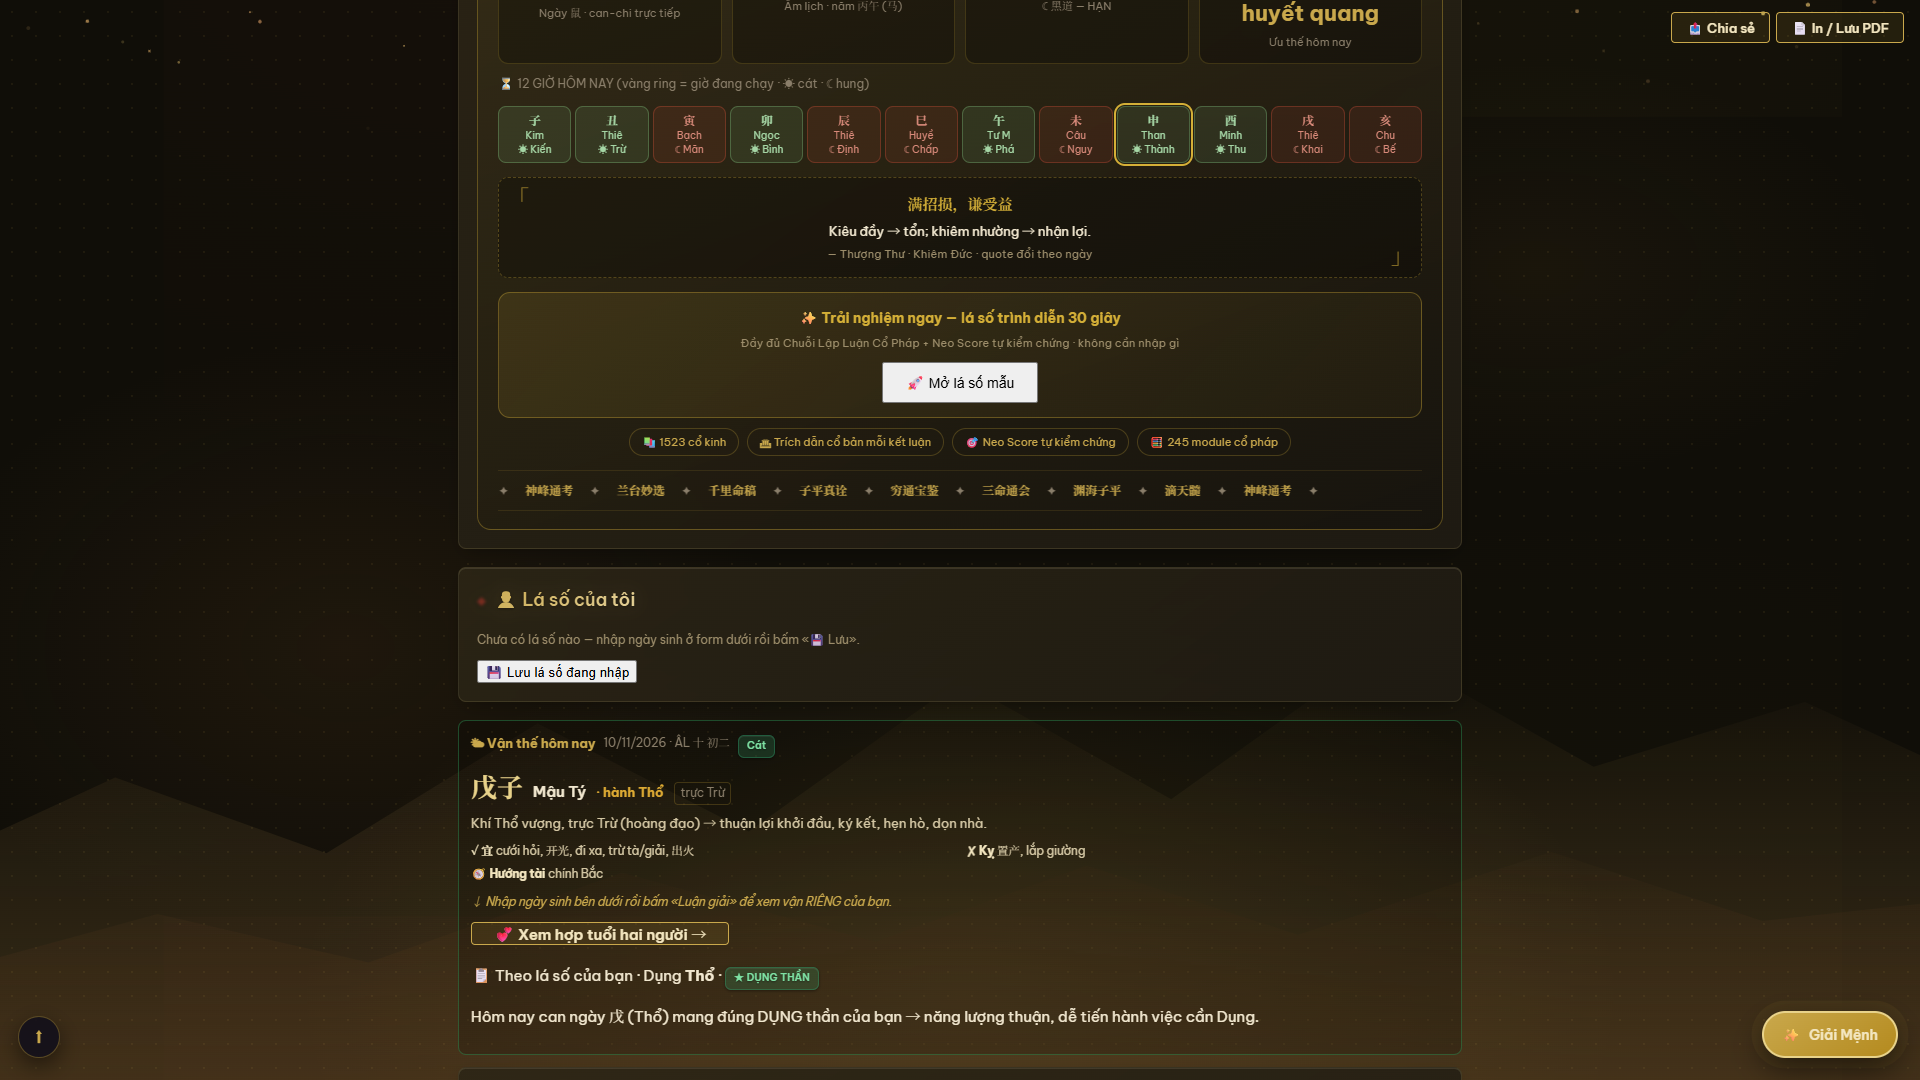 Chia sẻ
In / Lưu PDF
Ngày 鼠 · can-chi trực tiếp
Âm lịch · năm 丙午 (马)
☾ 黑道 — HẠN
huyết quang
Ưu thế hôm nay
⏳ 12 GIỜ HÔM NAY (vàng ring = giờ đang chạy · ☀ cát · ☾ hung)
子 丑 寅 卯 辰 巳 午 未 申 酉 戌 亥
Kim Thiê Bạch Ngọc Thiê Huyề Tư M Câu Than Minh Thiê Chu
☀Kiến ☀Trừ ☾Mãn ☀Bình ☾Định ☾Chấp ☀Phá ☾Nguy ☀Thành ☀Thu ☾Khai ☾Bế
「
满招损，谦受益
Kiêu đầy → tổn; khiêm nhường → nhận lợi.
— Thượng Thư · Khiêm Đức · quote đổi theo ngày
」
✨ Trải nghiệm ngay — lá số trình diễn 30 giây
Đầy đủ Chuỗi Lập Luận Cổ Pháp + Neo Score tự kiểm chứng · không cần nhập gì
🚀 Mở lá số mẫu
1523 cổ kinh
Trích dẫn cổ bản mỗi kết luận
🎯 Neo Score tự kiểm chứng
🧮 245 module cổ pháp
✦ 神峰通考 ✦ 兰台妙选 ✦ 千里命稿 ✦ 子平真诠 ✦ 穷通宝鉴 ✦ 三命通会 ✦ 渊海子平 ✦ 滴天髓 ✦ 神峰通考 ✦
👤 Lá số của tôi
Chưa có lá số nào — nhập ngày sinh ở form dưới rồi bấm «💾 Lưu».
💾 Lưu lá số đang nhập
🌤 Vận thế hôm nay 10/11/2026 · ÂL 十 初二 Cát
戊子 Mậu Tý · hành Thổ trực Trừ
Khí Thổ vượng, trực Trừ (hoàng đạo) → thuận lợi khởi đầu, ký kết, hẹn hò, dọn nhà.
✓ 宜 cưới hỏi, 开光, đi xa, trừ tà/giải, 出火
✗ Kỵ 置产, lắp giường
🧭 Hướng tài chính Bắc
↓ Nhập ngày sinh bên dưới rồi bấm «Luận giải» để xem vận RIÊNG của bạn.
💕 Xem hợp tuổi hai người →
📋 Theo lá số của bạn · Dụng Thổ · ★ DỤNG THẦN
Hôm nay can ngày 戊 (Thổ) mang đúng DỤNG thần của bạn → năng lượng thuận, dễ tiến hành việc cần Dụng.
↑
✨ Giải Mệnh